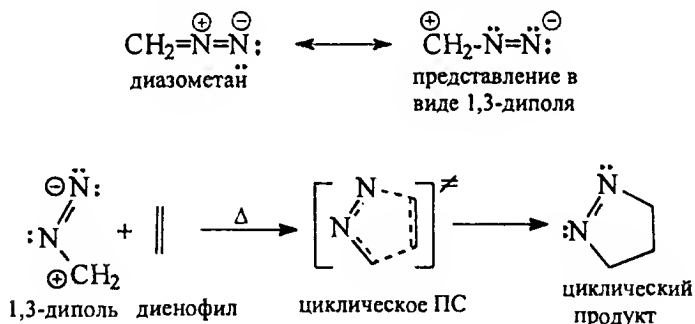 CH₂=N⊕=N⊖: ⟷ ⊕CH₂-N=N⊖:
диазометан
представление в
виде 1,3-диполя
⊖N:
:N + Δ N N
⊕CH₂ N :N
≠
1,3-диполь диенофил циклическое ПС циклический
продукт